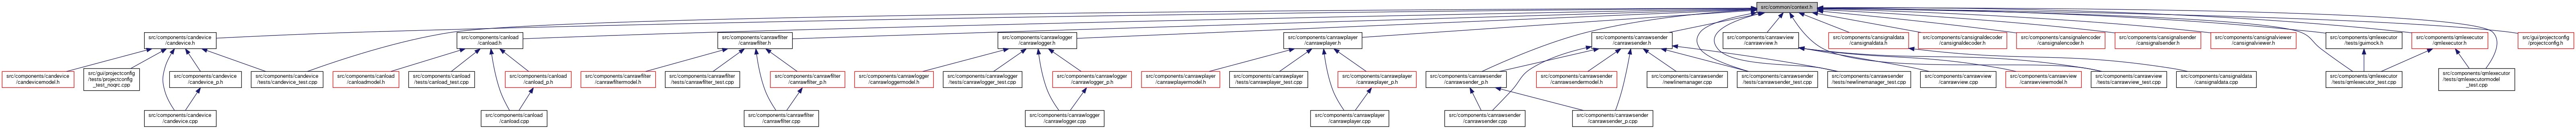 src/common/context.h
src/components/candevice
/candevice.h
src/components/canload
/canload.h
src/components/canrawfilter
/canrawfilter.h
src/components/canrawlogger
/canrawlogger.h
src/components/canrawplayer
/canrawplayer.h
src/components/canrawsender
/canrawsender.h
src/components/canrawview
/canrawview.h
src/components/cansignaldata
/cansignaldata.h
src/components/cansignaldecoder
/cansignaldecoder.h
src/components/cansignalencoder
/cansignalencoder.h
src/components/cansignalsender
/cansignalsender.h
src/components/cansignalviewer
/cansignalviewer.h
src/components/qmlexecutor
/tests/guimock.h
src/components/qmlexecutor
/qmlexecutor.h
src/gui/projectconfig
/projectconfig.h
src/components/candevice
/candevicemodel.h
src/gui/projectconfig
/tests/projectconfig
_test_noqrc.cpp
src/components/candevice
/candevice_p.h
src/components/candevice
/tests/candevice_test.cpp
src/components/canload
/canloadmodel.h
src/components/canload
/tests/canload_test.cpp
src/components/canload
/canload_p.h
src/components/canrawfilter
/canrawfiltermodel.h
src/components/canrawfilter
/tests/canrawfilter_test.cpp
src/components/canrawfilter
/canrawfilter_p.h
src/components/canrawlogger
/canrawloggermodel.h
src/components/canrawlogger
/tests/canrawlogger_test.cpp
src/components/canrawlogger
/canrawlogger_p.h
src/components/canrawplayer
/canrawplayermodel.h
src/components/canrawplayer
/tests/canrawplayer_test.cpp
src/components/canrawplayer
/canrawplayer_p.h
src/components/canrawsender
/canrawsender_p.h
src/components/canrawsender
/canrawsendermodel.h
src/components/canrawsender
/newlinemanager.cpp
src/components/canrawsender
/tests/canrawsender_test.cpp
src/components/canrawsender
/tests/newlinemanager_test.cpp
src/components/canrawview
/canrawview.cpp
src/components/canrawview
/canrawviewmodel.h
src/components/canrawview
/tests/canrawview_test.cpp
src/components/cansignaldata
/cansignaldata.cpp
src/components/qmlexecutor
/tests/qmlexecutor_test.cpp
src/components/qmlexecutor
/tests/qmlexecutormodel
_test.cpp
src/components/candevice
/candevice.cpp
src/components/canload
/canload.cpp
src/components/canrawfilter
/canrawfilter.cpp
src/components/canrawlogger
/canrawlogger.cpp
src/components/canrawplayer
/canrawplayer.cpp
src/components/canrawsender
/canrawsender.cpp
src/components/canrawsender
/canrawsender_p.cpp